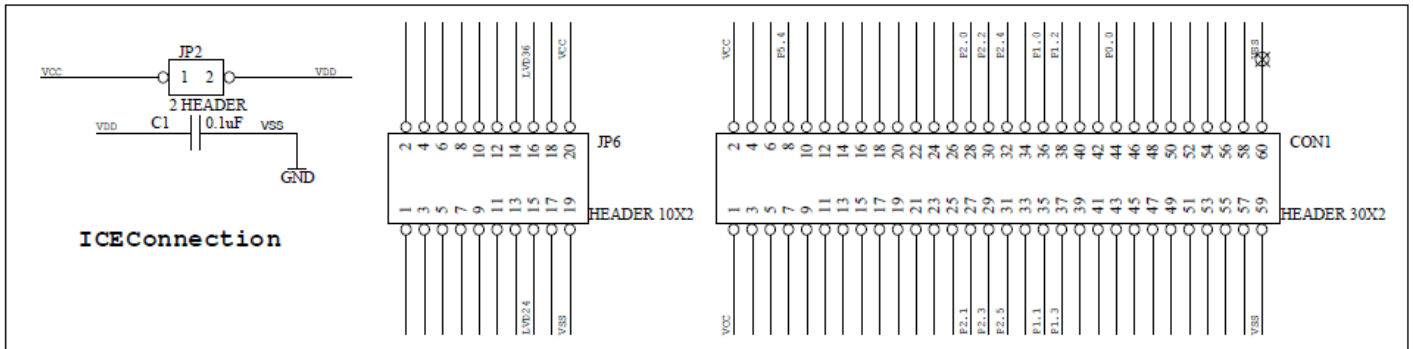 JP2
VCC 1 2 VDD
2 HEADER
VDD C1 0.1uF VSS
GND
ICEConnection
LVD36 VCC
2 4 6 8 10 12 14 16 18 20
JP6
1 3 5 7 9 11 13 15 17 19
HEADER 10X2
LVD24 VSS
VCC P5.4 P2.0 P2.2 P2.4 P1.0 P1.2 P0.0 VSS
2 4 6 8 10 12 14 16 18 20 22 24 26 28 30 32 34 36 38 40 42 44 46 48 50 52 54 56 58 60
CON1
1 3 5 7 9 11 13 15 17 19 21 23 25 27 29 31 33 35 37 39 41 43 45 47 49 51 53 55 57 59
HEADER 30X2
VCC P2.1 P2.3 P2.5 P1.1 P1.3 VSS